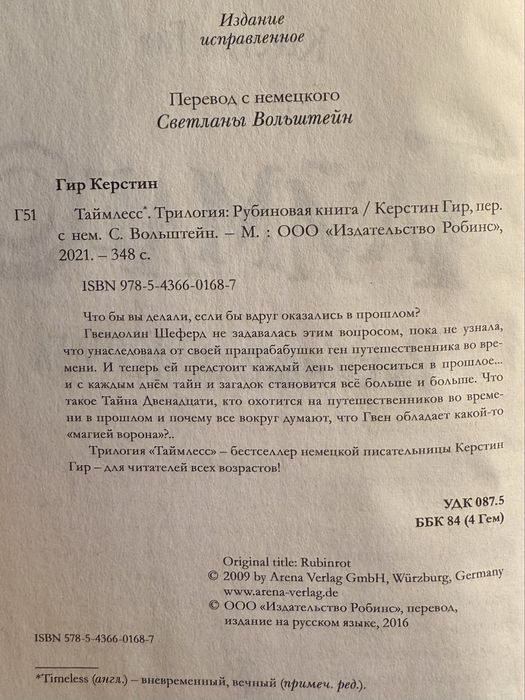 Издание
исправленное
Перевод с немецкого
Светланы Вольштейн
Гир Керстин
Г51 Таймлесс*. Трилогия: Рубиновая книга / Керстин Гир, пер.
с нем. С. Вольштейн. – М. : ООО «Издательство Робинс»,
2021. – 348 с.
ISBN 978-5-4366-0168-7
Что бы вы делали, если бы вдруг оказались в прошлом?
Гвендолин Шеферд не задавалась этим вопросом, пока не узнала,
что унаследовала от своей прапрабабушки ген путешественника во вре-
мени. И теперь ей предстоит каждый день переноситься в прошлое...
и с каждым днём тайн и загадок становится всё больше и больше. Что
такое Тайна Двенадцати, кто охотится на путешественников во време-
ни в прошлом и почему все вокруг думают, что Гвен обладает какой-то
«магией ворона»?..
Трилогия «Таймлесс» – бестселлер немецкой писательницы Керстин
Гир – для читателей всех возрастов!
УДК 087.5
ББК 84 (4 Гем)
Original title: Rubinrot
© 2009 by Arena Verlag GmbH, Würzburg, Germany
www.arena-verlag.de
© ООО «Издательство Робинс», перевод,
издание на русском языке, 2016
ISBN 578-5-4366-0168-7
*Timeless (англ.) – вневременный, вечный (примеч. ред.).